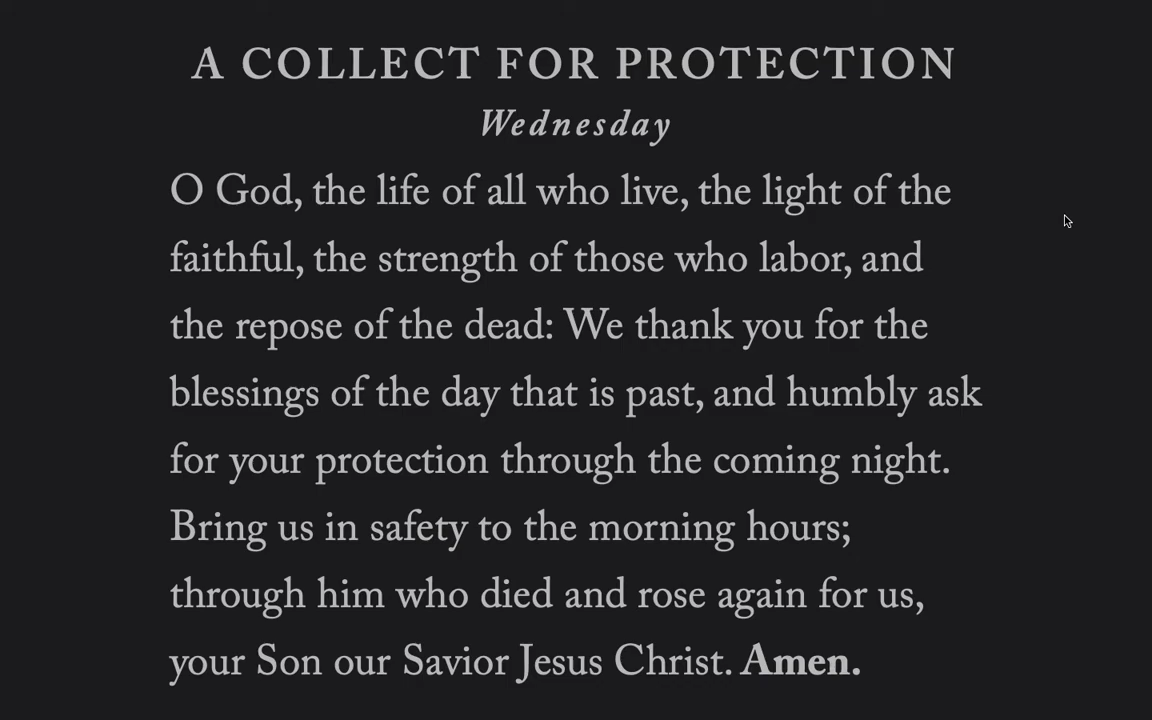 A COLLECT FOR PROTECTION
Wednesday
O God, the life of all who live, the light of the
faithful, the strength of those who labor, and
the repose of the dead: We thank you for the
blessings of the day that is past, and humbly ask
for your protection through the coming night.
Bring us in safety to the morning hours;
through him who died and rose again for us,
your Son our Savior Jesus Christ. Amen.